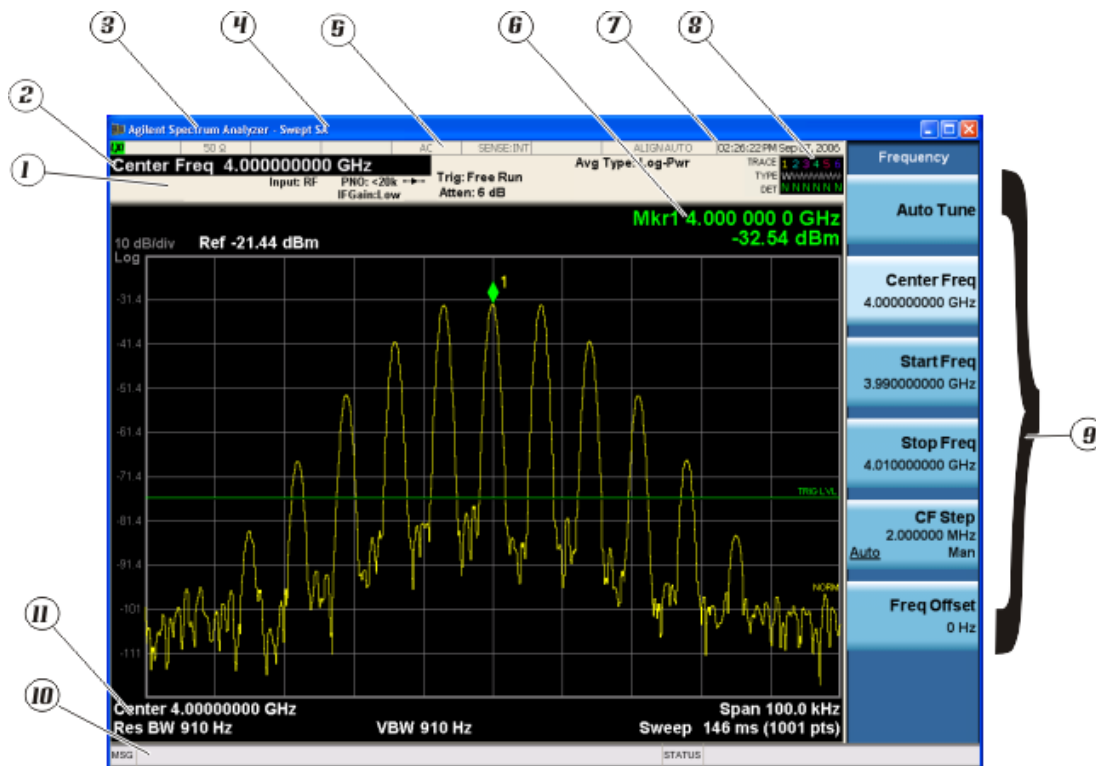 3 4 5 6 7 8
2
1
Agilent Spectrum Analyzer - Swept SA
50 Ω AC SENSE:INT ALIGN AUTO 02:26:22 PM Sep 07, 2006
Center Freq 4.000000000 GHz
Input: RF PNO: <20k Trig: Free Run Avg Type: Log-Pwr TRACE 1 2 3 4 5 6
IFGain:Low Atten: 6 dB TYPE
DET N N N N N N
Mkr1 4.000 000 0 GHz
-32.54 dBm
10 dB/div Ref -21.44 dBm
Log
1
-31.4
-41.4
-51.4
-61.4
-71.4
TRIG LVL
-81.4
-91.4
NORM
-101
-111
Center 4.00000000 GHz Span 100.0 kHz
Res BW 910 Hz VBW 910 Hz Sweep 146 ms (1001 pts)
MSG STATUS
Frequency
Auto Tune
Center Freq
4.000000000 GHz
Start Freq
3.990000000 GHz
Stop Freq
4.010000000 GHz
CF Step
2.000000 MHz
Auto Man
Freq Offset
0 Hz
9
11
10